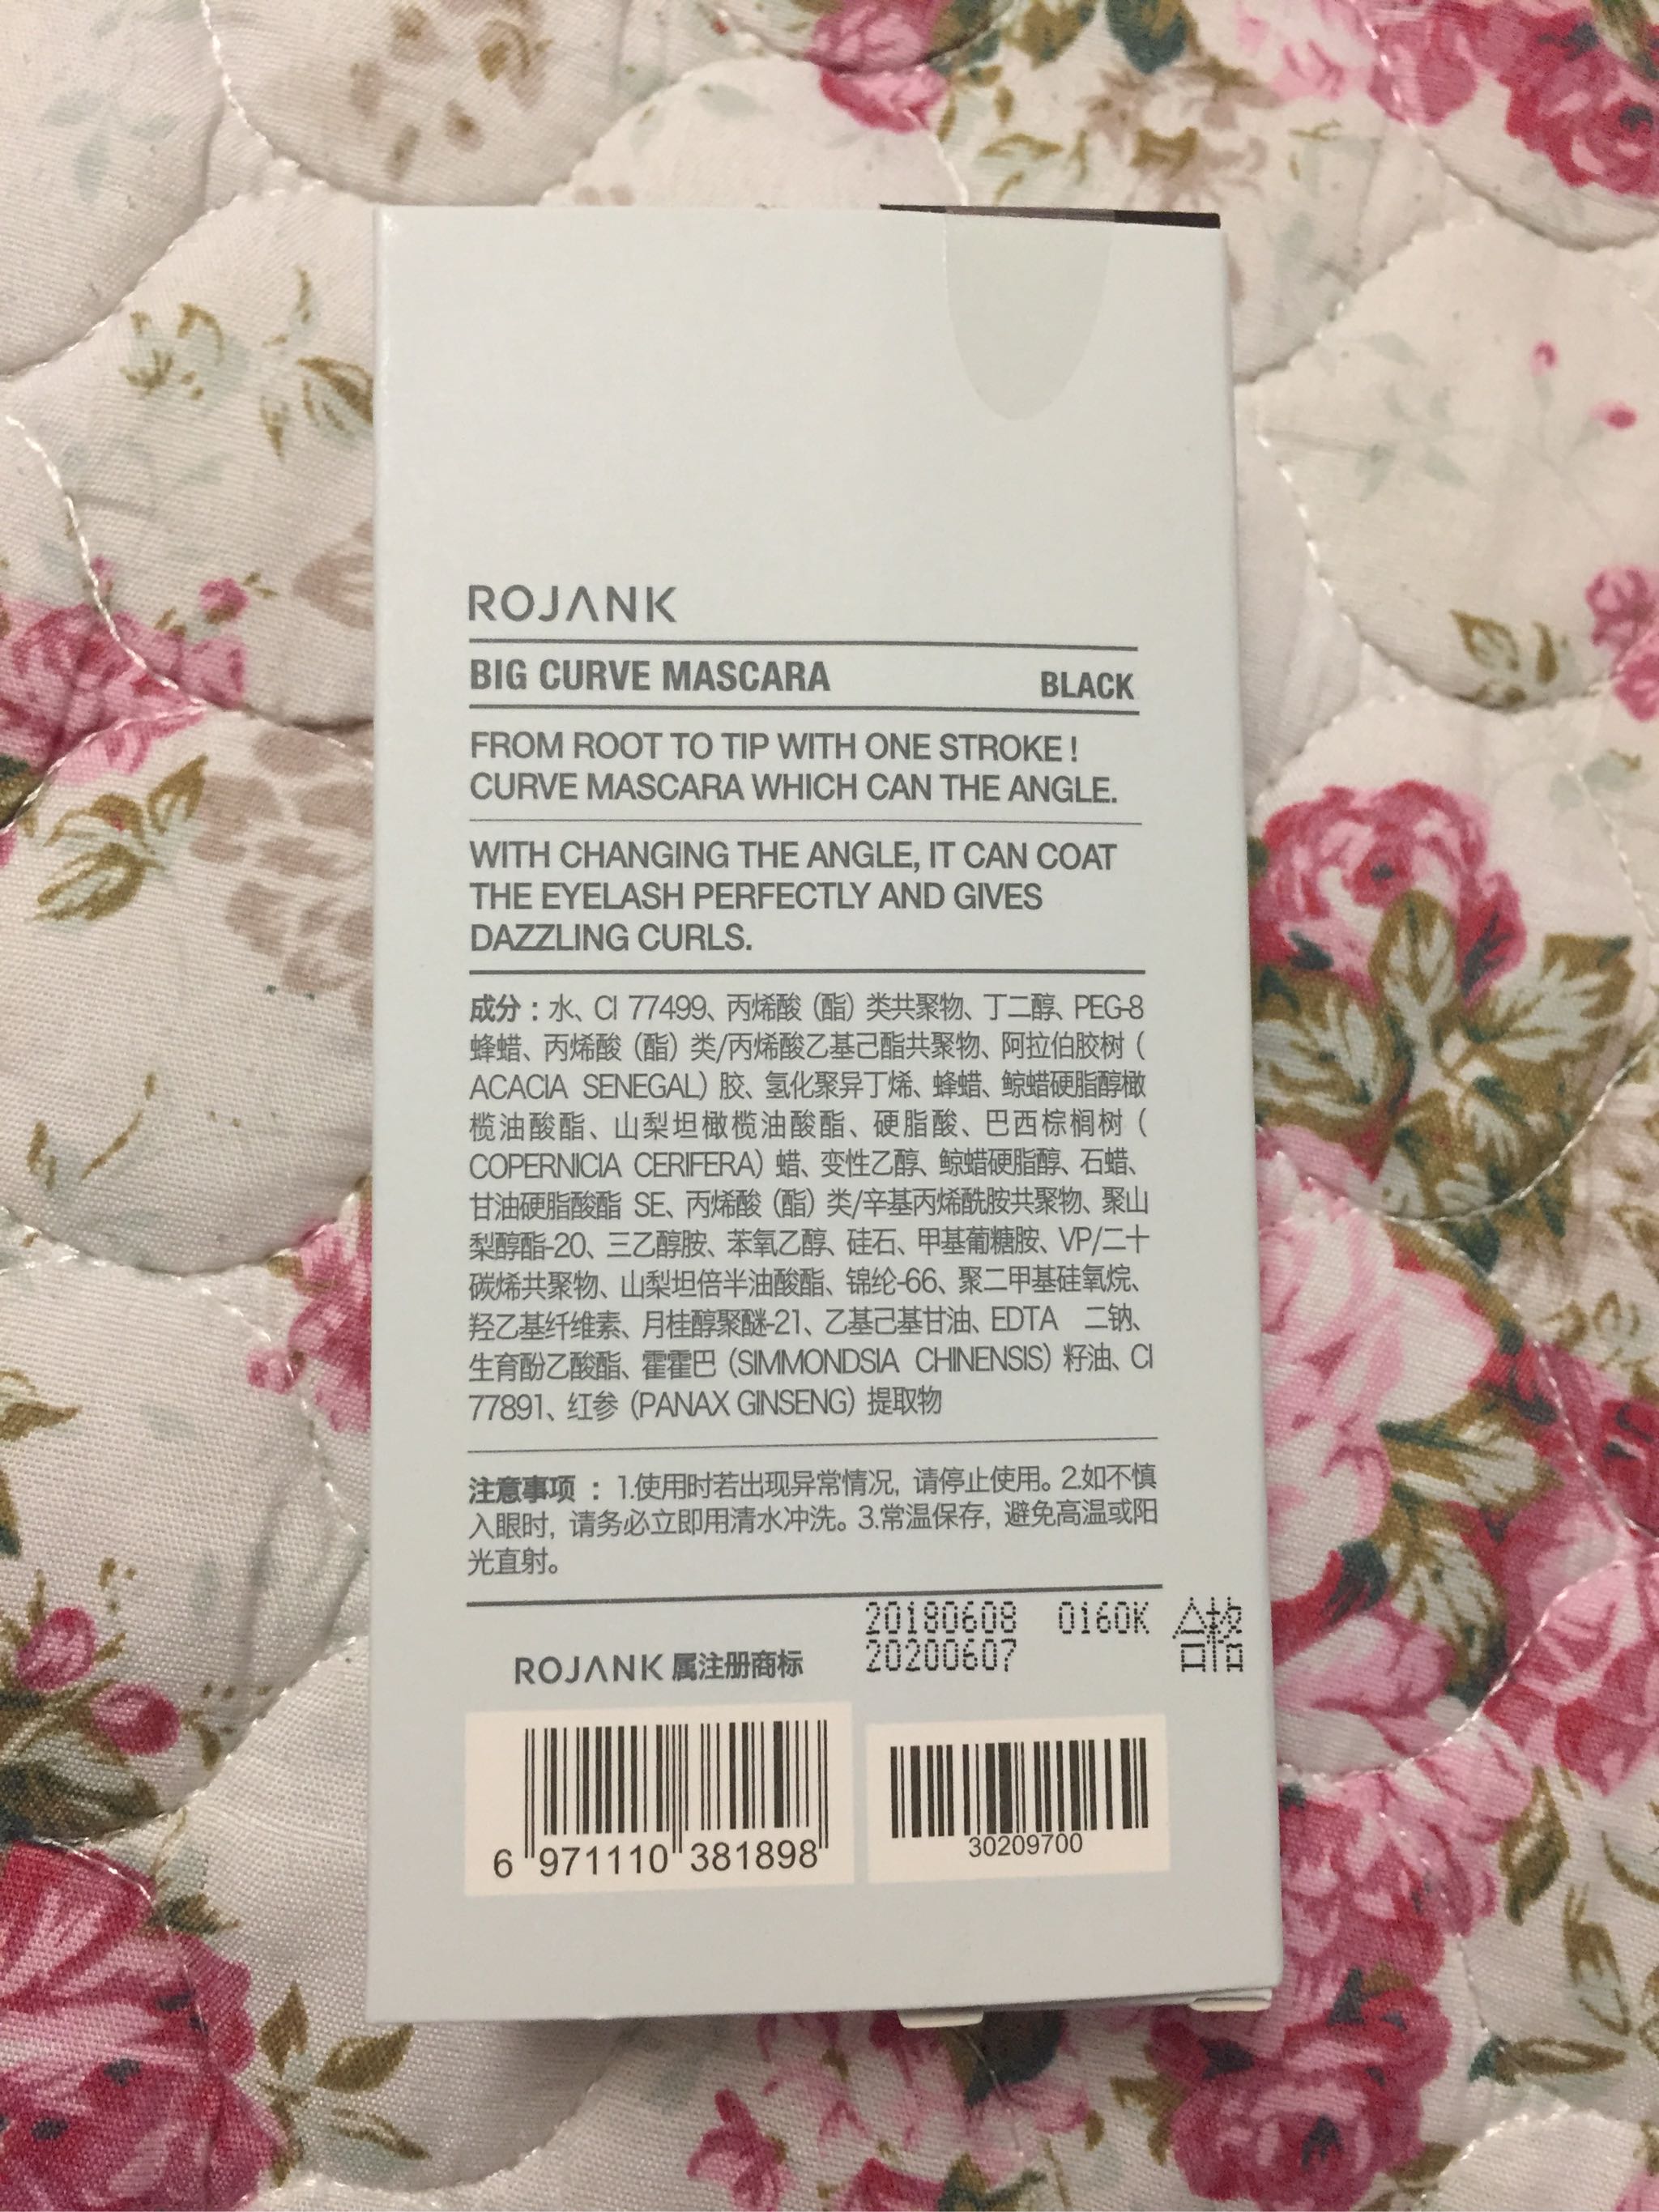 ROJANK
BIG CURVE MASCARA BLACK
FROM ROOT TO TIP WITH ONE STROKE !
CURVE MASCARA WHICH CAN THE ANGLE.
WITH CHANGING THE ANGLE, IT CAN COAT
THE EYELASH PERFECTLY AND GIVES
DAZZLING CURLS.
成分：水、CI 77499、丙烯酸（酯）类共聚物、丁二醇、PEG-8
蜂蜡、丙烯酸（酯）类/丙烯酸乙基己酯共聚物、阿拉伯胶树（
ACACIA SENEGAL）胶、氢化聚异丁烯、蜂蜡、鲸蜡硬脂醇橄
榄油酸酯、山梨坦橄榄油酸酯、硬脂酸、巴西棕榈树（
COPERNICIA CERIFERA）蜡、变性乙醇、鲸蜡硬脂醇、石蜡、
甘油硬脂酸酯 SE、丙烯酸（酯）类/辛基丙烯酰胺共聚物、聚山
梨醇酯-20、三乙醇胺、苯氧乙醇、硅石、甲基葡糖胺、VP/二十
碳烯共聚物、山梨坦倍半油酸酯、锦纶-66、聚二甲基硅氧烷、
羟乙基纤维素、月桂醇聚醚-21、乙基己基甘油、EDTA 二钠、
生育酚乙酸酯、霍霍巴（SIMMONDSIA CHINENSIS）籽油、CI
77891、红参（PANAX GINSENG）提取物
注意事项 ：1.使用时若出现异常情况，请停止使用。2.如不慎
入眼时，请务必立即用清水冲洗。3.常温保存，避免高温或阳
光直射。
20180608 0160K 合格
20200607
ROJANK 属注册商标
6 971110 381898
30209700